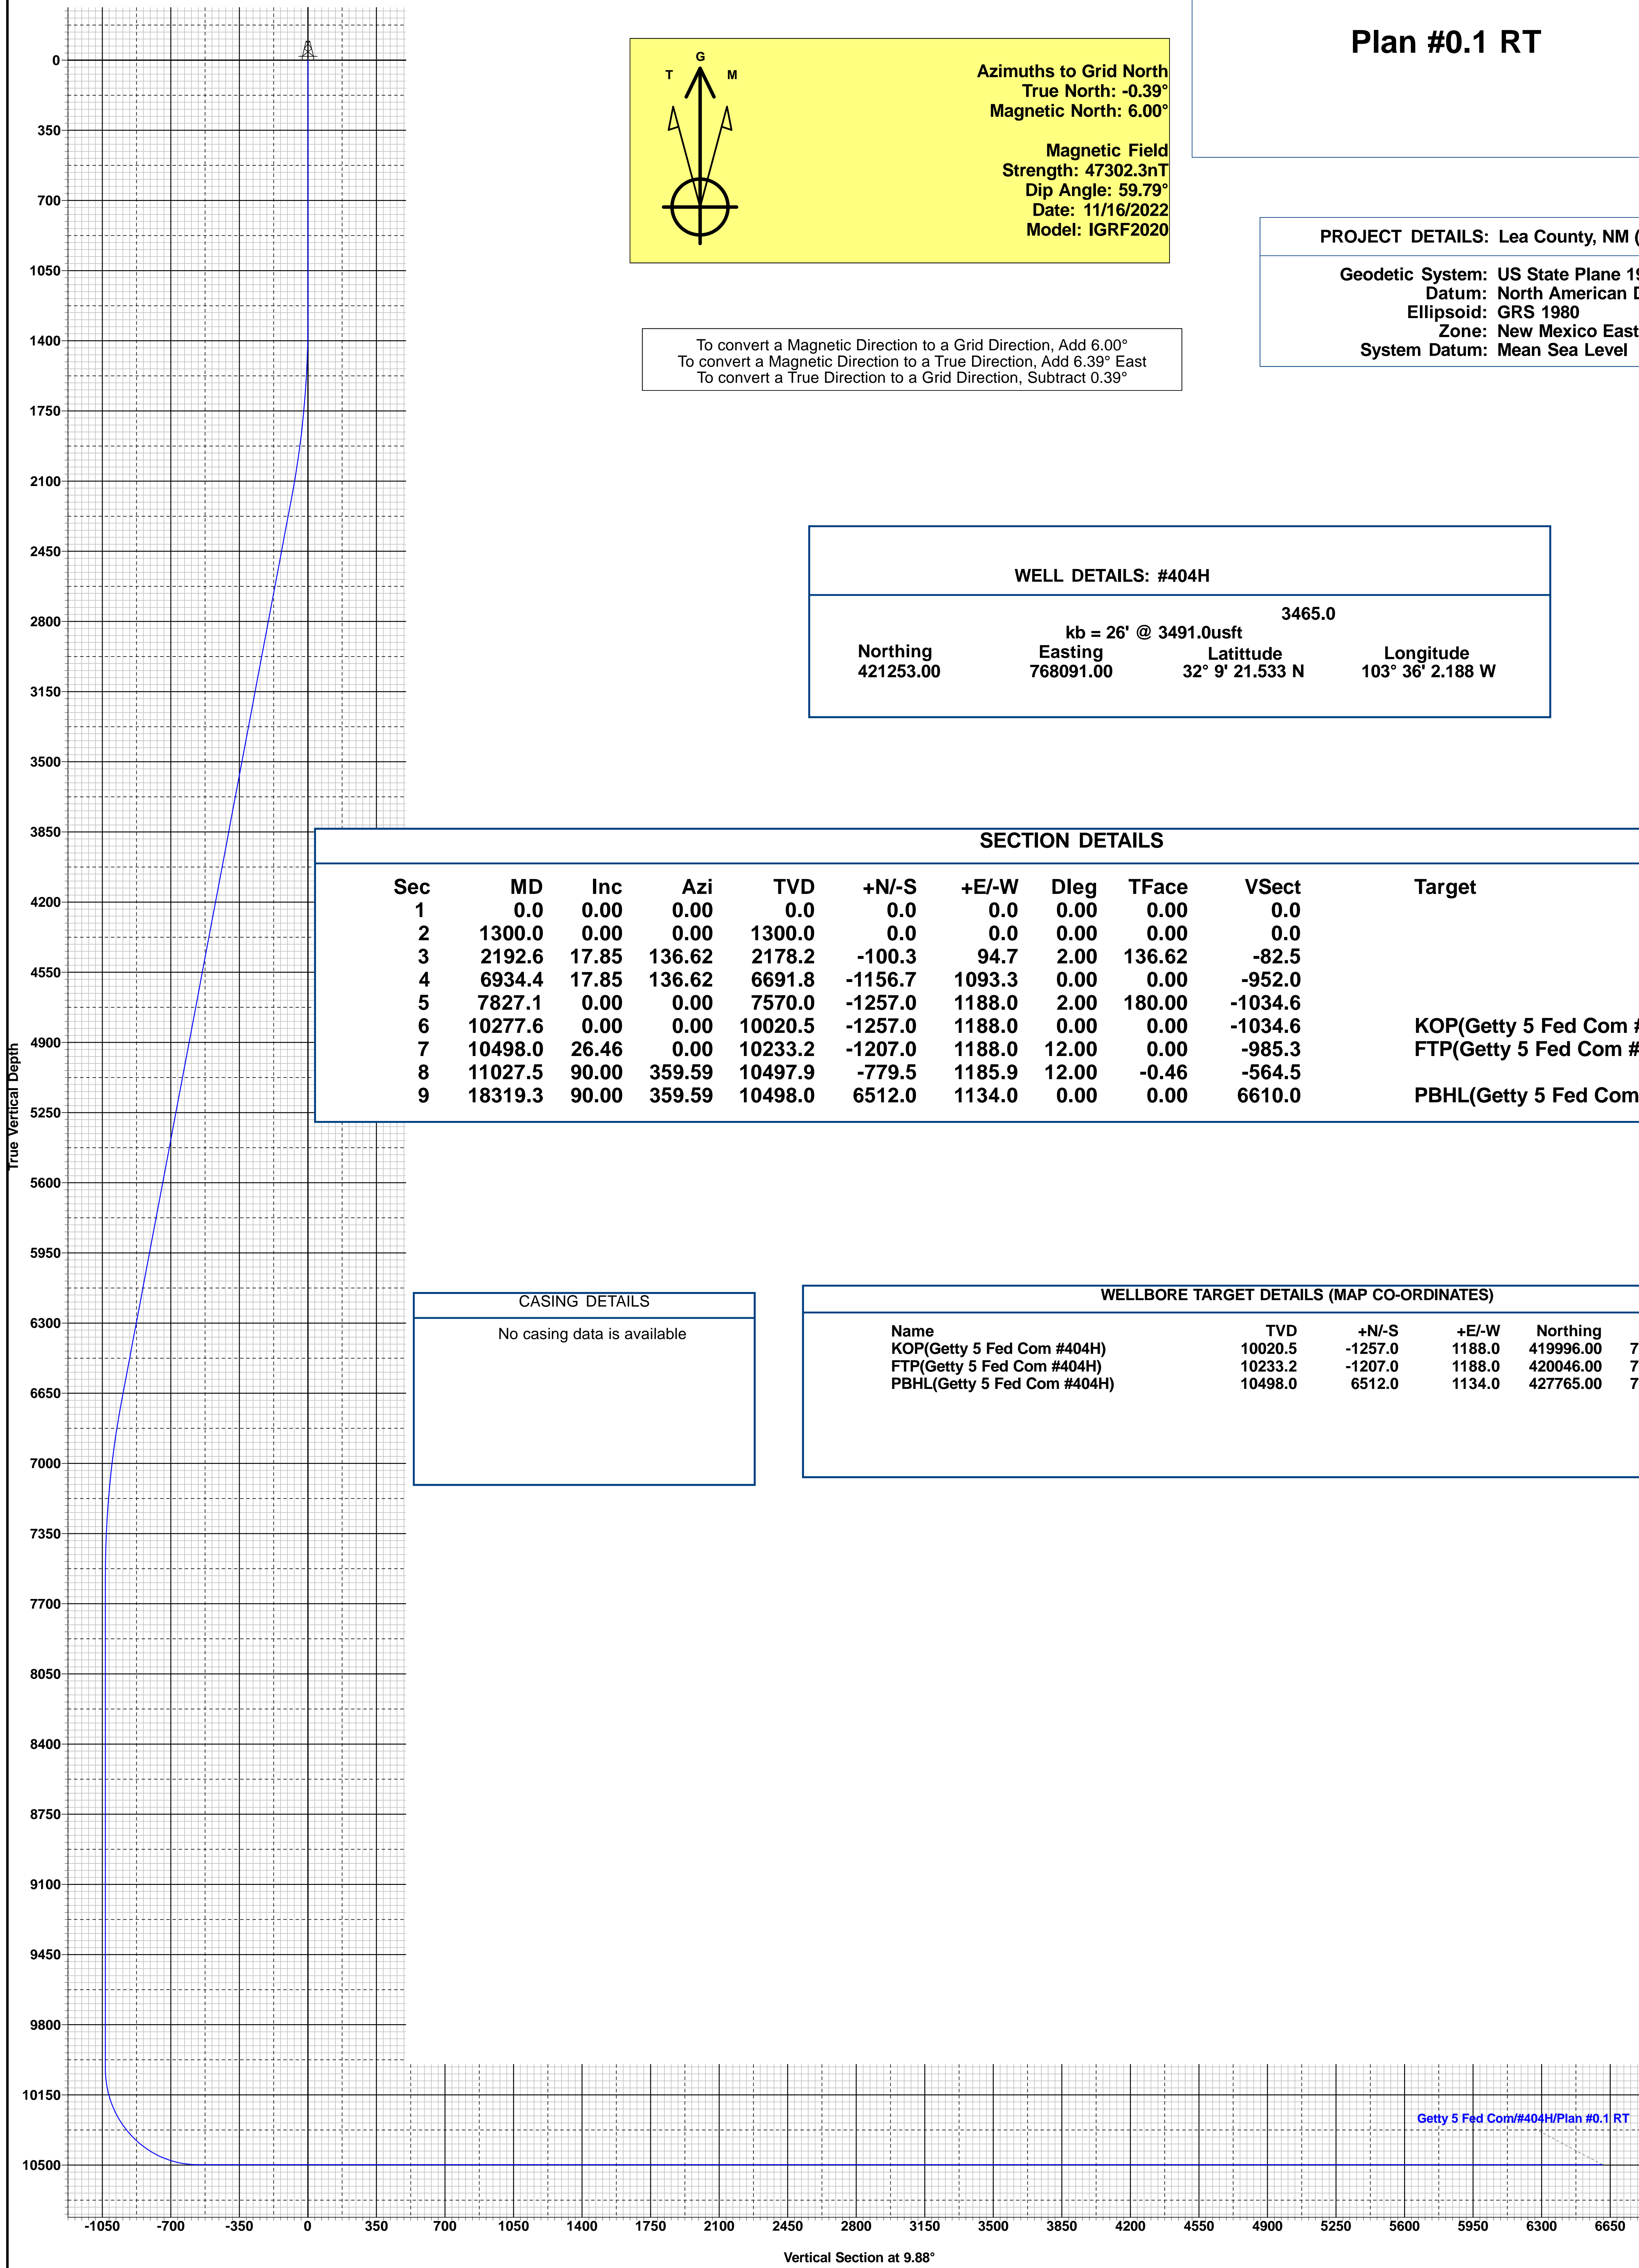 Plan #0.1 RT
G
T M
Azimuths to Grid North
True North: -0.39°
Magnetic North: 6.00°
Magnetic Field
Strength: 47302.3nT
Dip Angle: 59.79°
Date: 11/16/2022
Model: IGRF2020
PROJECT DETAILS: Lea County, NM (
Geodetic System: US State Plane 19
Datum: North American D
Ellipsoid: GRS 1980
Zone: New Mexico East
System Datum: Mean Sea Level
To convert a Magnetic Direction to a Grid Direction, Add 6.00°
To convert a Magnetic Direction to a True Direction, Add 6.39° East
To convert a True Direction to a Grid Direction, Subtract 0.39°
WELL DETAILS: #404H
3465.0
kb = 26' @ 3491.0usft
Northing Easting Latittude Longitude
421253.00 768091.00 32° 9' 21.533 N 103° 36' 2.188 W
SECTION DETAILS
Sec MD Inc Azi TVD +N/-S +E/-W Dleg TFace VSect Target
1 0.0 0.00 0.00 0.0 0.0 0.0 0.00 0.00 0.0
2 1300.0 0.00 0.00 1300.0 0.0 0.0 0.00 0.00 0.0
3 2192.6 17.85 136.62 2178.2 -100.3 94.7 2.00 136.62 -82.5
4 6934.4 17.85 136.62 6691.8 -1156.7 1093.3 0.00 0.00 -952.0
5 7827.1 0.00 0.00 7570.0 -1257.0 1188.0 2.00 180.00 -1034.6
6 10277.6 0.00 0.00 10020.5 -1257.0 1188.0 0.00 0.00 -1034.6 KOP(Getty 5 Fed Com #
7 10498.0 26.46 0.00 10233.2 -1207.0 1188.0 12.00 0.00 -985.3 FTP(Getty 5 Fed Com #
8 11027.5 90.00 359.59 10497.9 -779.5 1185.9 12.00 -0.46 -564.5
9 18319.3 90.00 359.59 10498.0 6512.0 1134.0 0.00 0.00 6610.0 PBHL(Getty 5 Fed Com
CASING DETAILS
No casing data is available
WELLBORE TARGET DETAILS (MAP CO-ORDINATES)
Name TVD +N/-S +E/-W Northing
KOP(Getty 5 Fed Com #404H) 10020.5 -1257.0 1188.0 419996.00 7
FTP(Getty 5 Fed Com #404H) 10233.2 -1207.0 1188.0 420046.00 7
PBHL(Getty 5 Fed Com #404H) 10498.0 6512.0 1134.0 427765.00 7
True Vertical Depth
0
350
700
1050
1400
1750
2100
2450
2800
3150
3500
3850
4200
4550
4900
5250
5600
5950
6300
6650
7000
7350
7700
8050
8400
8750
9100
9450
9800
10150
10500
Getty 5 Fed Com/#404H/Plan #0.1 RT
-1050 -700 -350 0 350 700 1050 1400 1750 2100 2450 2800 3150 3500 3850 4200 4550 4900 5250 5600 5950 6300 6650
Vertical Section at 9.88°